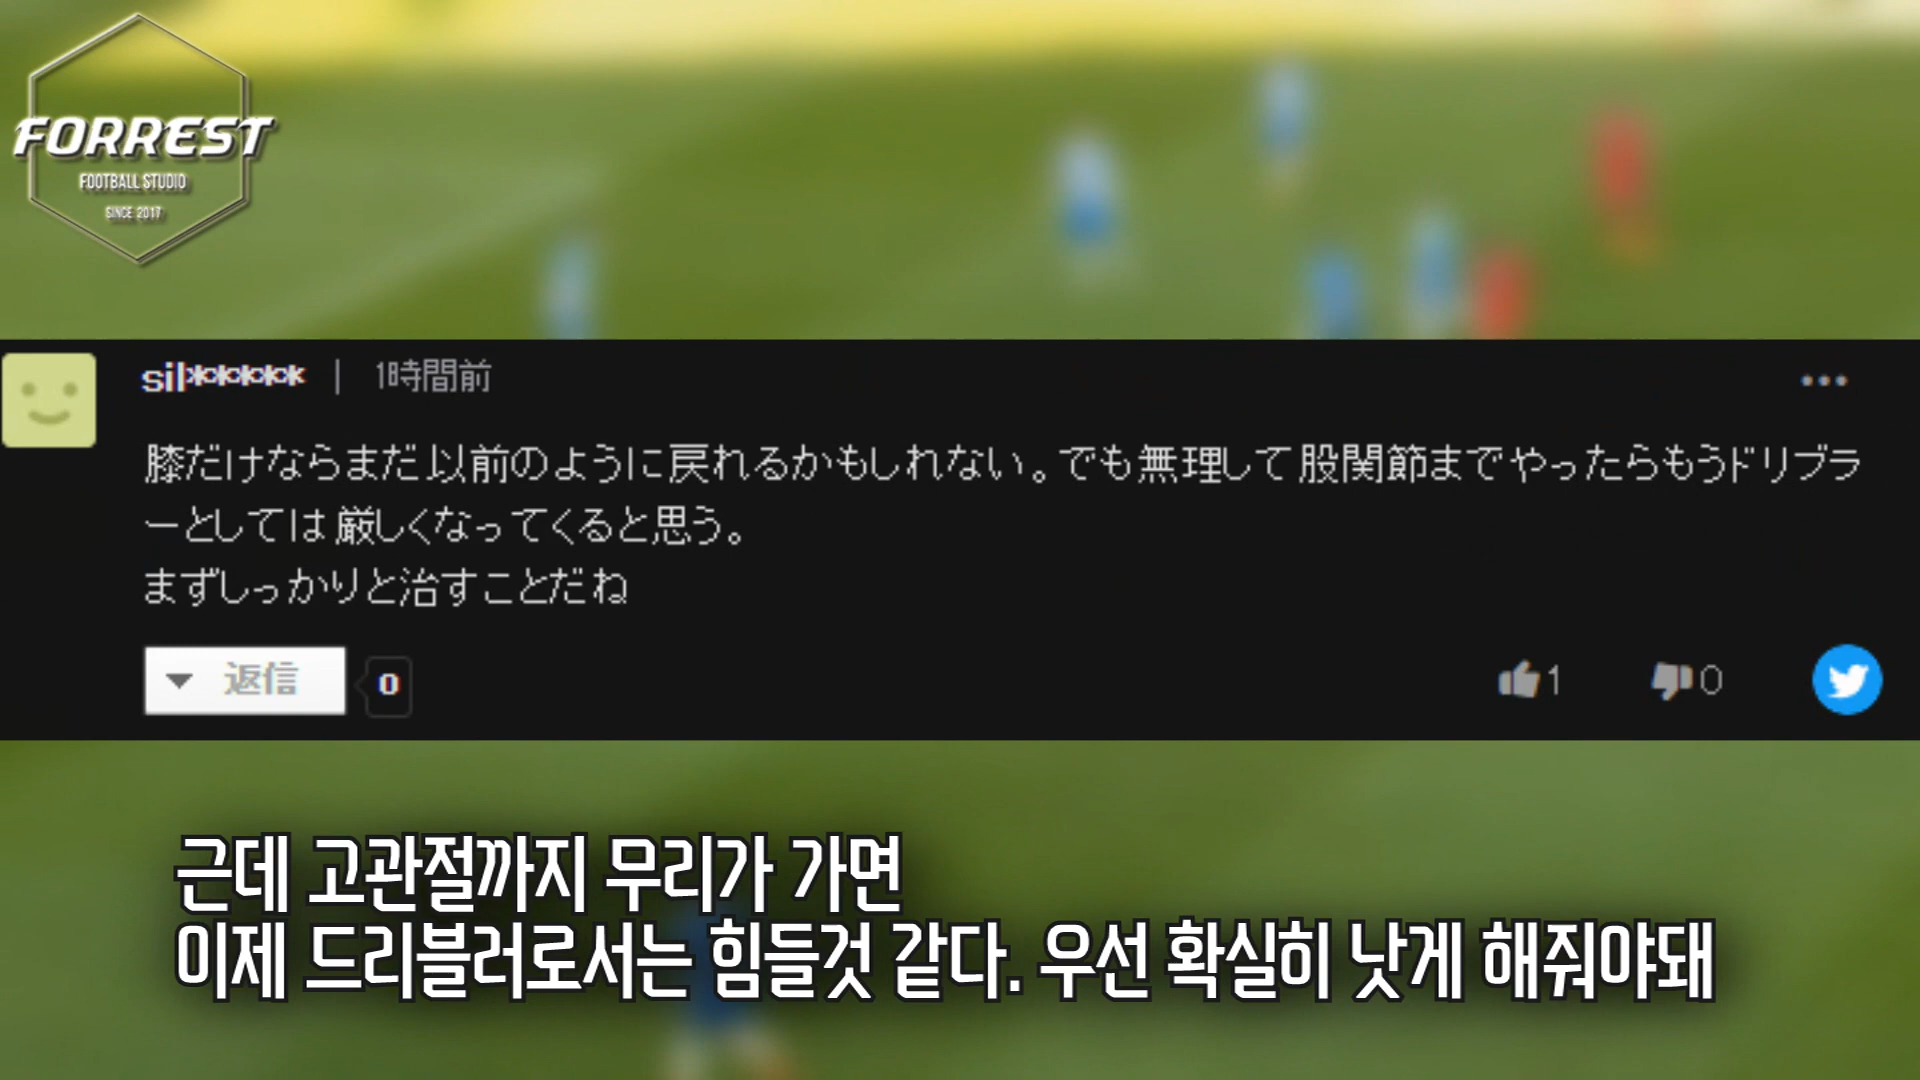 FORREST
FOOTBALL STUDIO
SINCE 2017
sil***** | 1時間前
膝だけならまだ以前のように戻れるかもしれない。でも無理して股関節までやったらもうドリブラ
ーとしては厳しくなってくると思う。
まずしっかりと治すことだね
返信 0
1 0
근데 고관절까지 무리가 가면
이제 드리블러로서는 힘들것 같다. 우선 확실히 낫게 해줘야돼